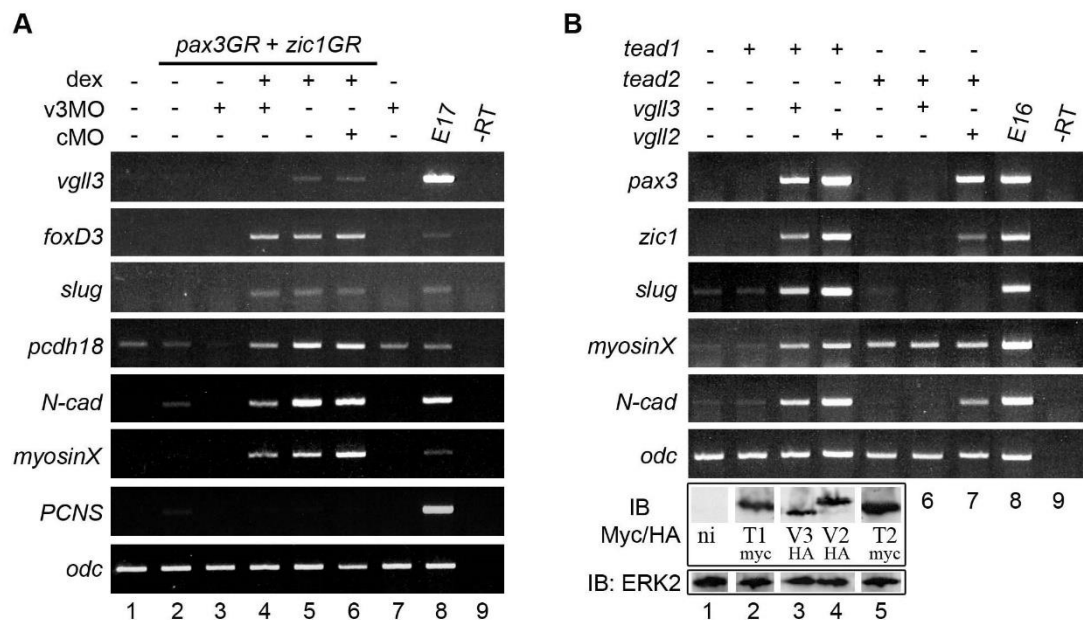 A
pax3GR + zic1GR
dex - - - + + + -
v3MO - - + + - - +
cMO - - - - - + -
E17
-RT
vgll3
foxD3
slug
pcdh18
N-cad
myosinX
PCNS
odc
1 2 3 4 5 6 7 8 9
B
tead1 - + + + - - -
tead2 - - - - + + +
vgll3 - - + - - + -
vgll2 - - - + - - +
E16
-RT
pax3
zic1
slug
myosinX
N-cad
odc
IB
Myc/HA
ni
T1
myc
V3
HA
V2
HA
T2
myc
6 7 8 9
IB: ERK2
1 2 3 4 5